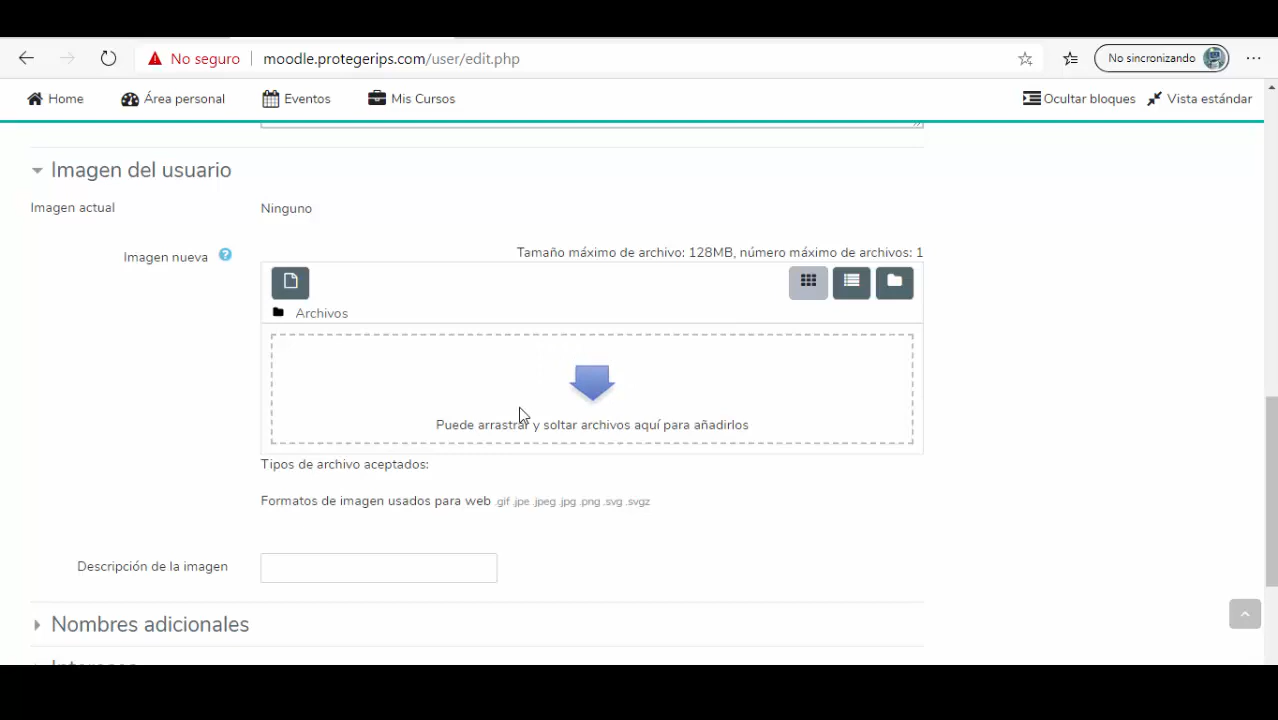 No seguro moodle.protegerips.com/user/edit.php No sincronizando
Home Área personal Eventos Mis Cursos Ocultar bloques Vista estándar
Imagen del usuario
Imagen actual Ninguno
Imagen nueva ? Tamaño máximo de archivo: 128MB, número máximo de archivos: 1
Archivos
Puede arrastrar y soltar archivos aquí para añadirlos
Tipos de archivo aceptados:
Formatos de imagen usados para web .gif .jpe .jpeg .jpg .png .svg .svgz
Descripción de la imagen
Nombres adicionales